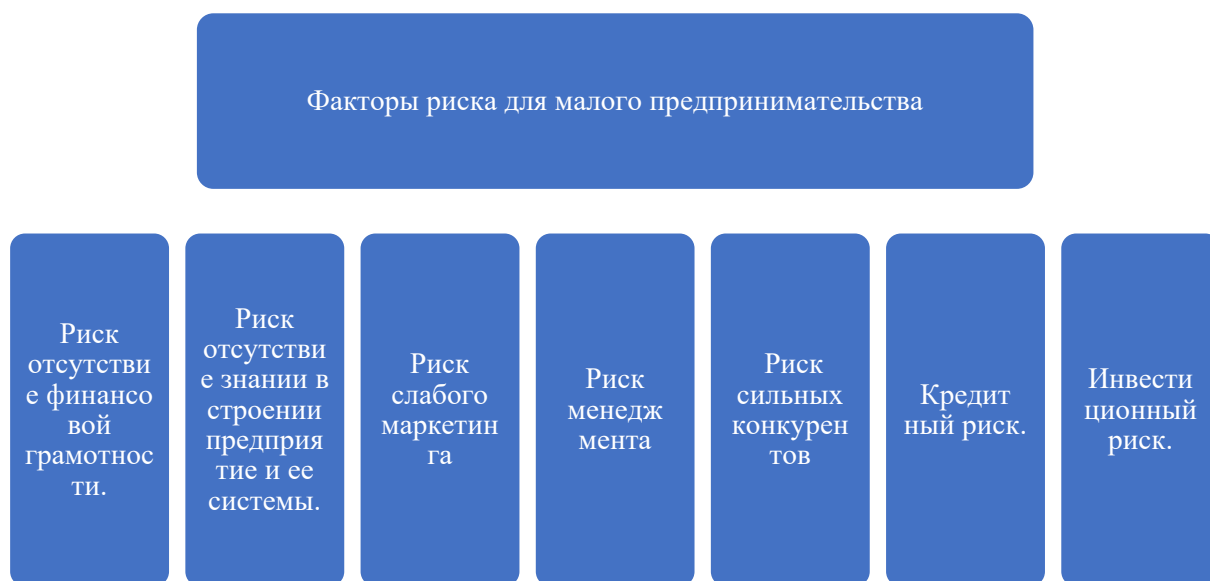 Факторы риска для малого предпринимательства
Риск
отсутстви
е финансо
вой
грамотнос
ти.
Риск
отсутстви
е знании в
строении
предприя
тие и ее
системы.
Риск
слабого
маркетин
га
Риск
менедж
мента
Риск
сильных
конкурен
тов
Кредит
ный риск.
Инвести
ционный
риск.